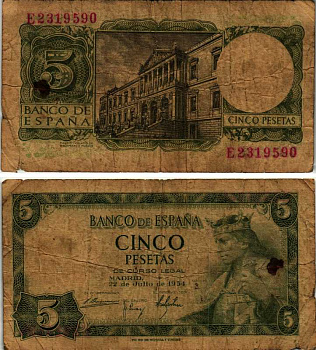 E2319590
5
BANCO DE
ESPAÑA
CINCO PESETAS
E2319590
5
5
BANCO DE ESPAÑA
CINCO
PESETAS
DE CURSO LEGAL
MADRID,
22 de Julio de 1954
5